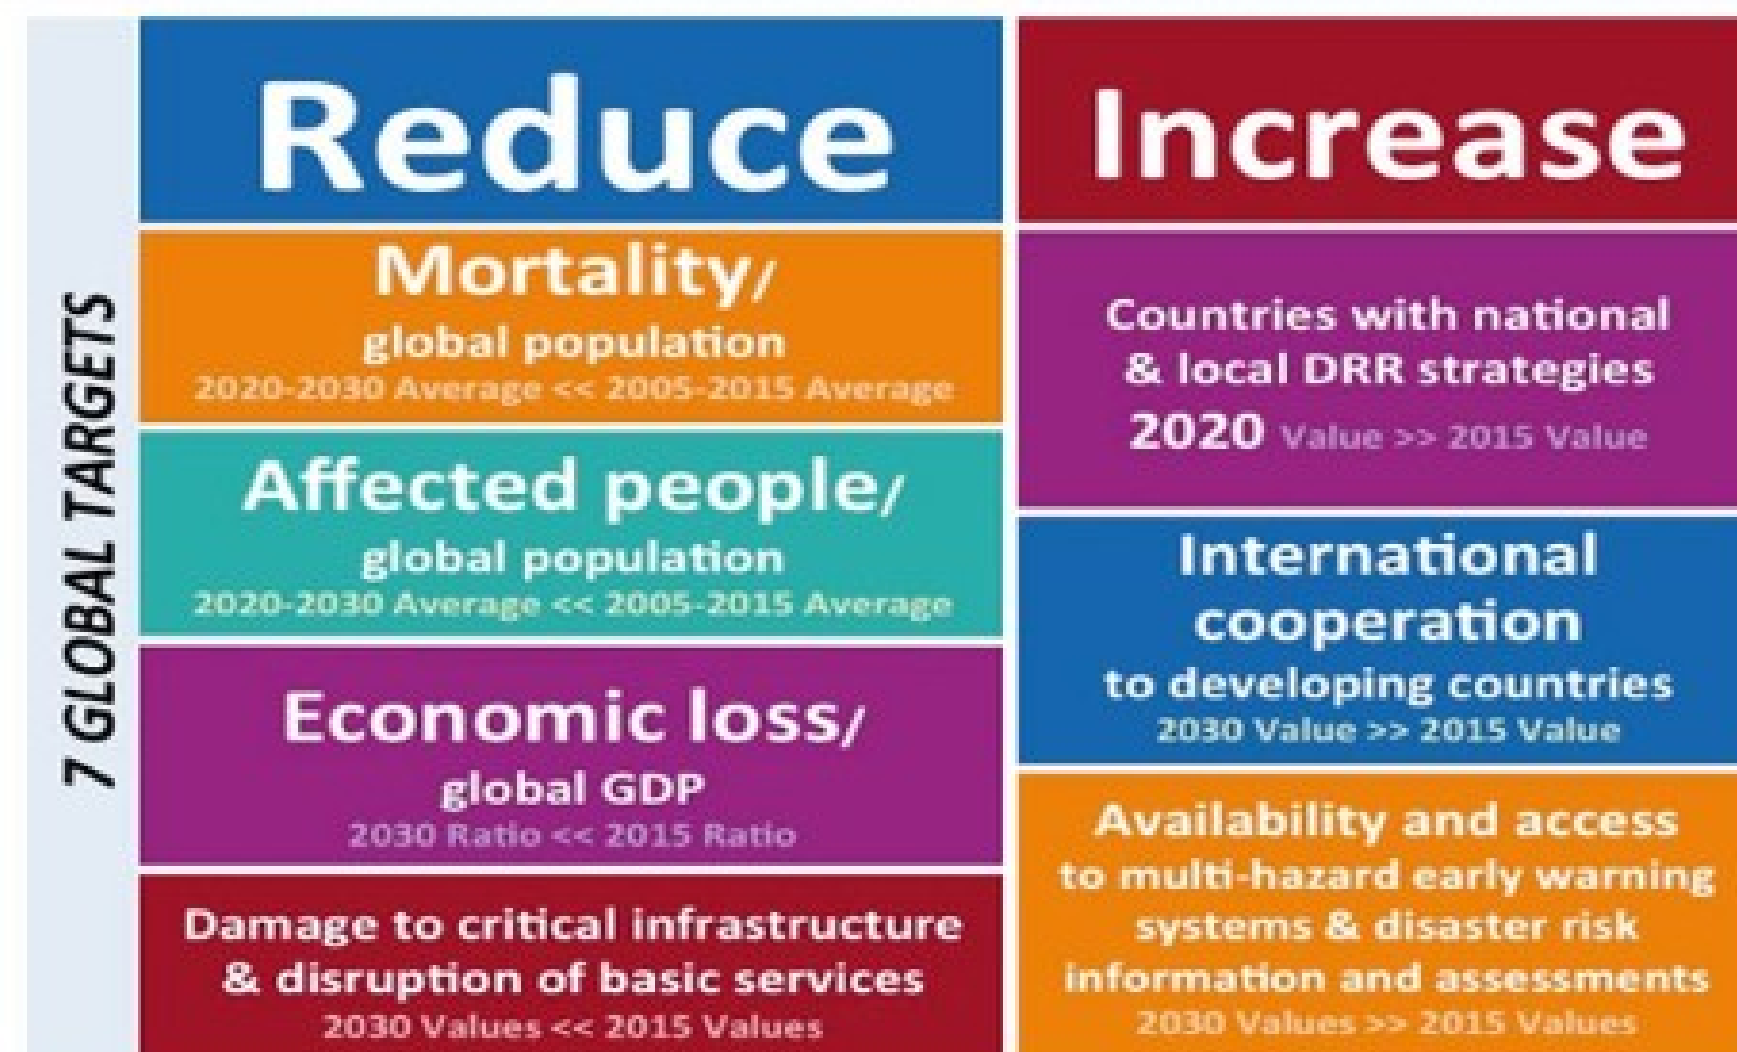 7 GLOBAL TARGETS
Reduce
Mortality/
global population
2020-2030 Average << 2005-2015 Average
Affected people/
global population
2020-2030 Average << 2005-2015 Average
Economic loss/
global GDP
2030 Ratio << 2015 Ratio
Damage to critical infrastructure
& disruption of basic services
2030 Values << 2015 Values
Increase
Countries with national
& local DRR strategies
2020 Value >> 2015 Value
International
cooperation
to developing countries
2030 Value >> 2015 Value
Availability and access
to multi-hazard early warning
systems & disaster risk
information and assessments
2030 Values >> 2015 Values